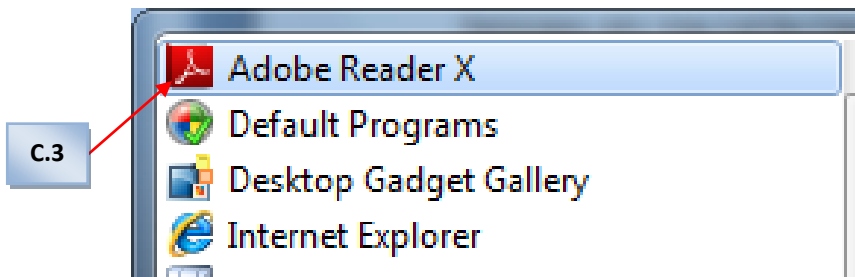 Adobe Reader X
Default Programs
C.3
Desktop Gadget Gallery
Internet Explorer